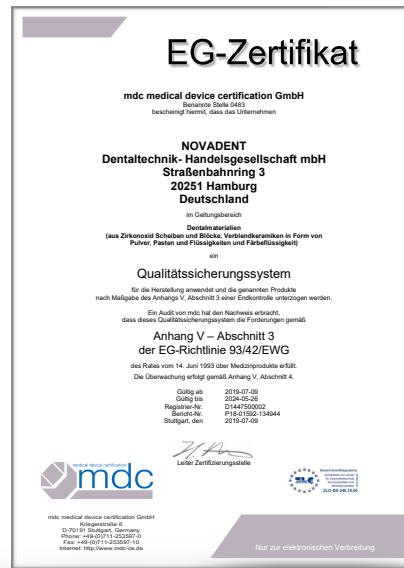 EG-Zertifikat
mdc medical device certification GmbH
Benannte Stelle 0483
bescheinigt hiermit, dass das Unternehmen
NOVADENT
Dentaltechnik- Handelsgesellschaft mbH
Straßenbahnring 3
20251 Hamburg
Deutschland
im Geltungsbereich
Dentalmaterialien
(aus Zirkonoxid Scheiben und Blöcke, Verblendkeramiken in Form von
Pulver, Pasten und Flüssigkeiten und Färbeflüssigkeit)
ein
Qualitätssicherungssystem
für die Herstellung anwendet und die genannten Produkte
nach Maßgabe des Anhangs V, Abschnitt 3 einer Endkontrolle unterzogen werden.
Ein Audit von mdc hat den Nachweis erbracht,
dass dieses Qualitätssicherungssystem die Forderungen gemäß
Anhang V – Abschnitt 3
der EG-Richtlinie 93/42/EWG
des Rates vom 14. Juni 1993 über Medizinprodukte erfüllt.
Die Überwachung erfolgt gemäß Anhang V, Abschnitt 4.
Gültig ab 2019-07-09
Gültig bis 2024-05-26
Registrier-Nr. D1447500002
Bericht-Nr. P18-01592-134944
Stuttgart, den 2019-07-09
Leiter Zertifizierungsstelle
medical device certification
mdc
ZLG
ZLG-BS-246.10.06
mdc medical device certification GmbH
Kriegerstraße 6
D-70191 Stuttgart, Germany
Phone: +49-(0)711-253597-0
Fax: +49-(0)711-253597-10
Internet: http://www.mdc-ce.de
Nur zur elektronischen Verbreitung